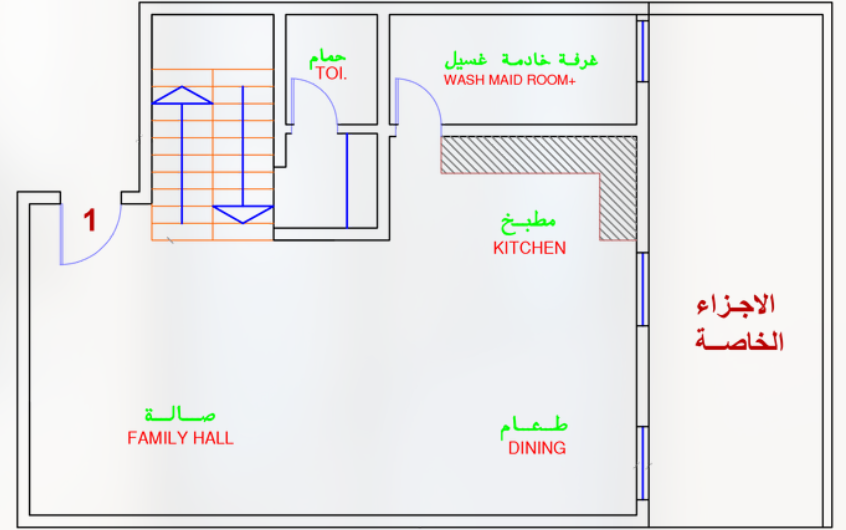 حمام
TOI.
غرفة خادمة غسيل
WASH MAID ROOM+
1
مطبخ
KITCHEN
الاجزاء
الخاصة
صالة
FAMILY HALL
طعام
DINING